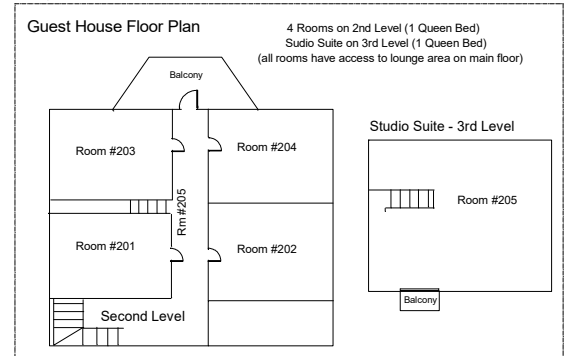 Guest House Floor Plan
4 Rooms on 2nd Level (1 Queen Bed)
Sudio Suite on 3rd Level (1 Queen Bed)
(all rooms have access to lounge area on main floor)
Balcony
Room #203
Room #204
Rm #205
Room #201
Room #202
Second Level
Studio Suite - 3rd Level
Room #205
Balcony